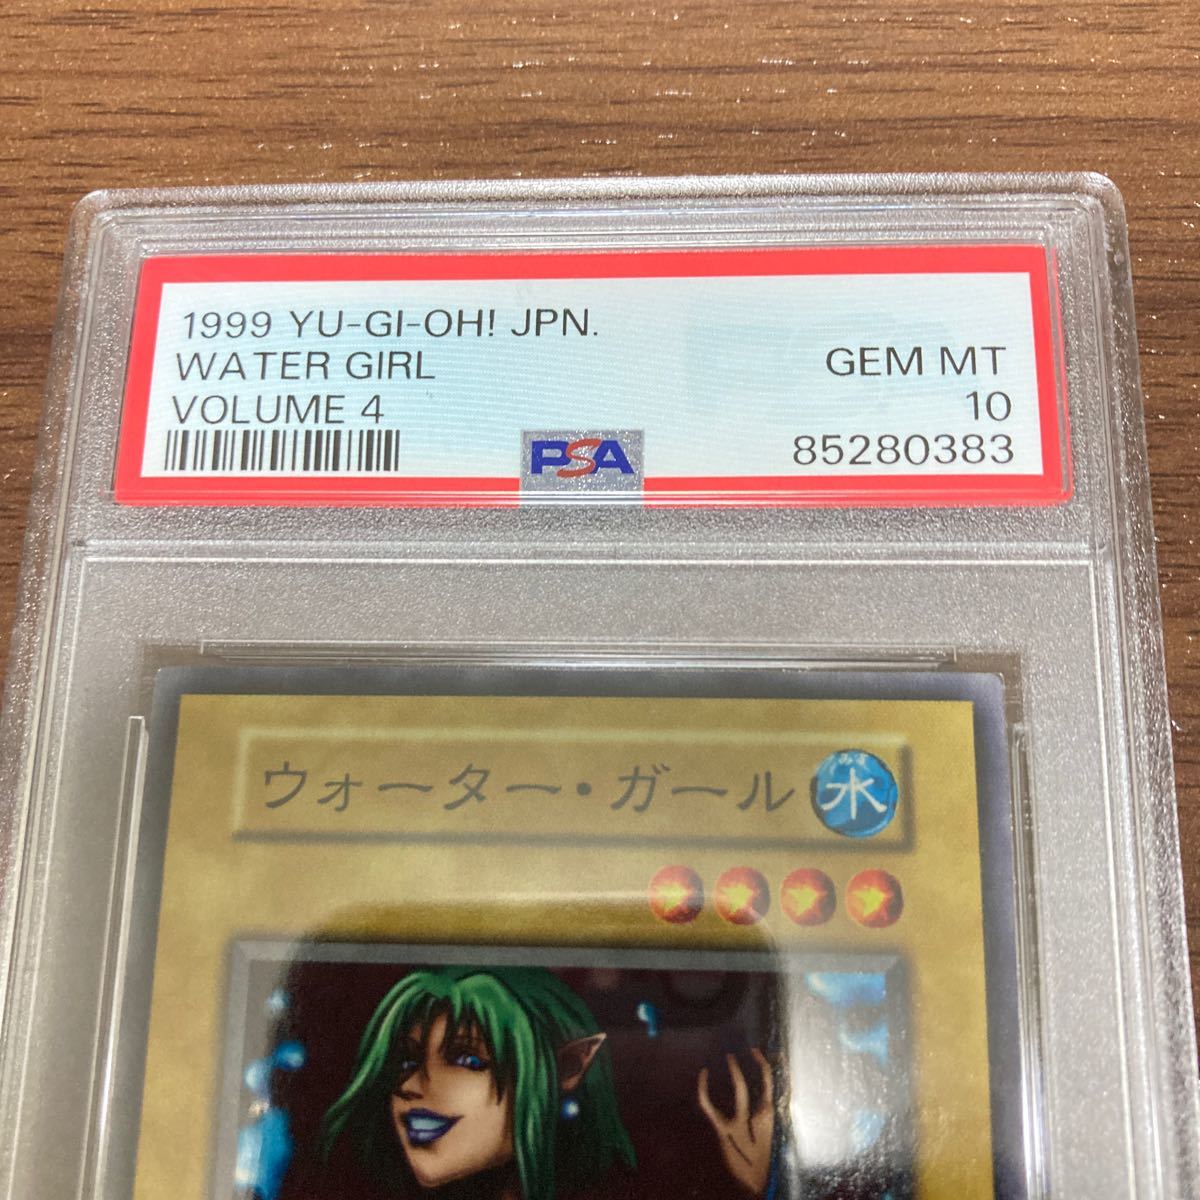 1999 YU-GI-OH! JPN.
WATER GIRL
VOLUME 4
GEM MT
10
85280383
PSA
ウォーター・ガール
水